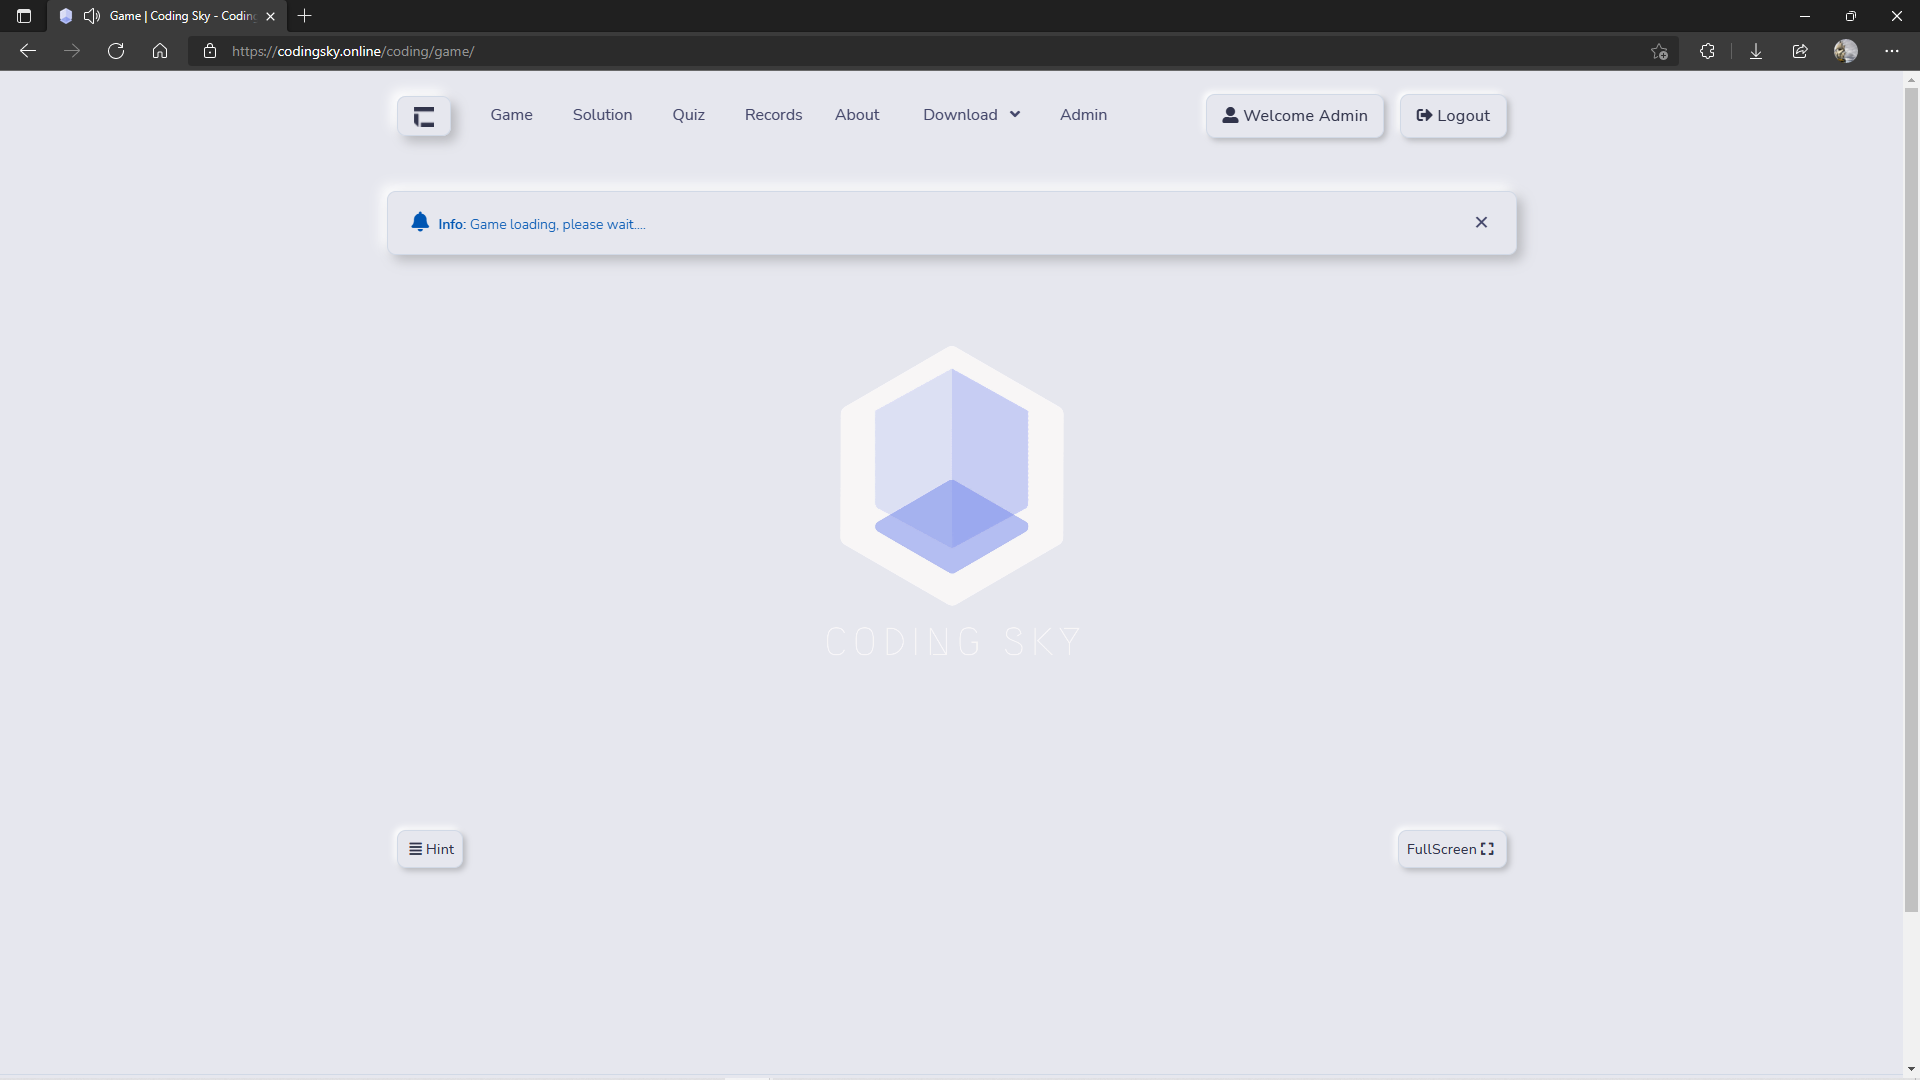 Game | Coding Sky - Codin
https://codingsky.online/coding/game/
Game Solution Quiz Records About Download Admin Welcome Admin Logout
Info: Game loading, please wait....
CODING SKY
Hint FullScreen